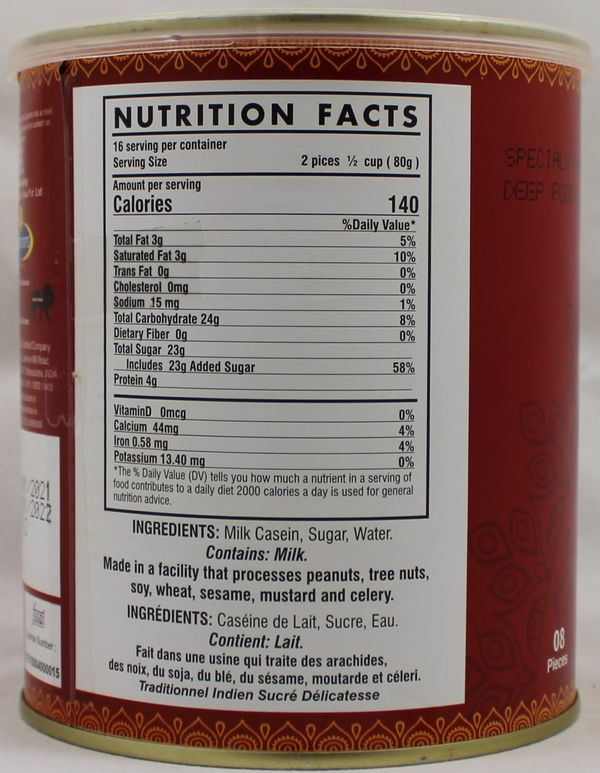 NUTRITION FACTS
16 serving per container
Serving Size 2 pices ½ cup ( 80g )
Amount per serving
Calories 140
%Daily Value*
Total Fat 3g 5%
Saturated Fat 3g 10%
Trans Fat 0g 0%
Cholesterol 0mg 0%
Sodium 15 mg 1%
Total Carbohydrate 24g 8%
Dietary Fiber 0g 0%
Total Sugar 23g
Includes 23g Added Sugar 58%
Protein 4g
VitaminD 0mcg 0%
Calcium 44mg 4%
Iron 0.58 mg 4%
Potassium 13.40 mg 0%
*The % Daily Value (DV) tells you how much a nutrient in a serving of
food contributes to a daily diet 2000 calories a day is used for general
nutrition advice.
INGREDIENTS: Milk Casein, Sugar, Water.
Contains: Milk.
Made in a facility that processes peanuts, tree nuts,
soy, wheat, sesame, mustard and celery.
INGRÉDIENTS: Caséine de Lait, Sucre, Eau.
Contient: Lait.
Fait dans une usine qui traite des arachides,
des noix, du soja, du blé, du sésame, moutarde et céleri.
Traditionnel Indien Sucré Délicatesse
DEEP
08
Pieces